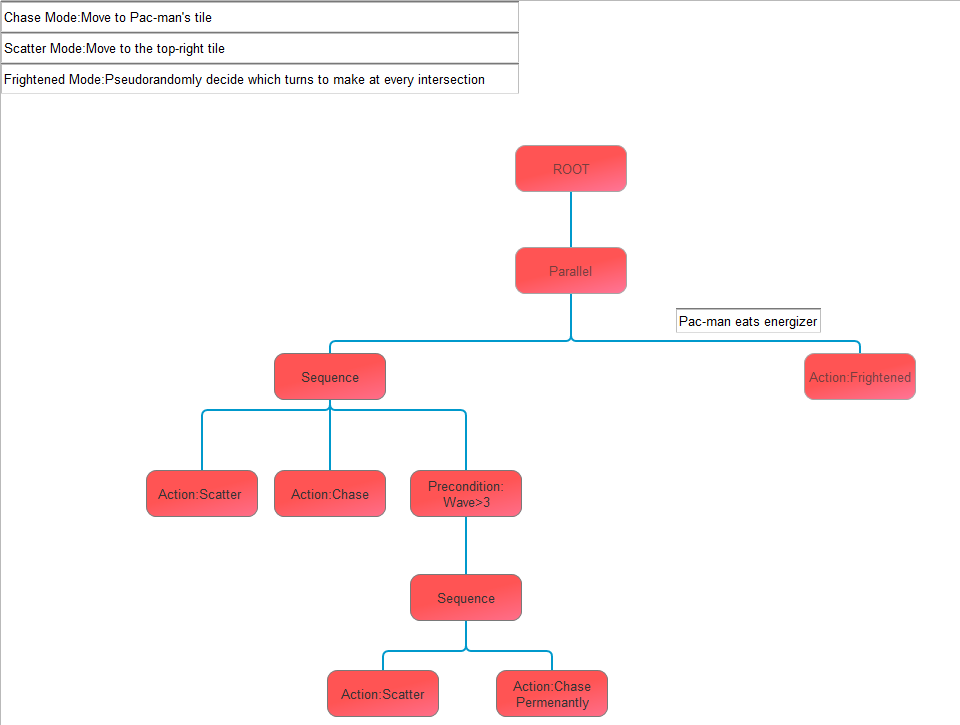 Chase Mode:Move to Pac-man's tile
Scatter Mode:Move to the top-right tile
Frightened Mode:Pseudorandomly decide which turns to make at every intersection
ROOT
Parallel
Pac-man eats energizer
Sequence
Action:Frightened
Action:Scatter
Action:Chase
Precondition:
Wave>3
Sequence
Action:Scatter
Action:Chase
Permenantly